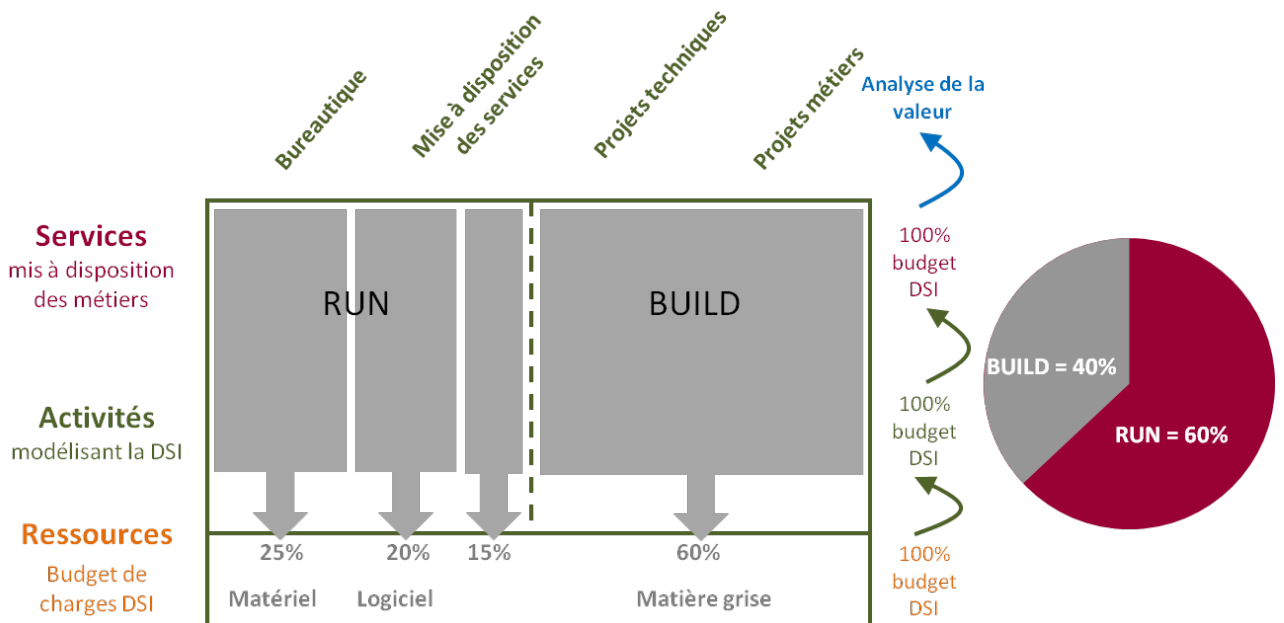 Bureautique
Mise à disposition
des services
Projets techniques
Projets métiers
Analyse de la
valeur
Services
mis à disposition
des métiers
RUN
BUILD
100%
budget
DSI
BUILD = 40%
RUN = 60%
Activités
modélisant la DSI
100%
budget
DSI
Ressources
Budget de
charges DSI
25%
20%
15%
60%
Matériel
Logiciel
Matière grise
100%
budget
DSI